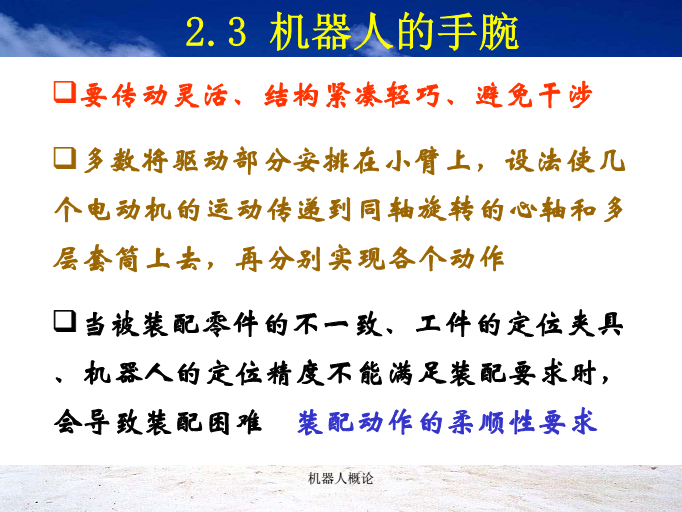 2.3 机器人的手腕
❑要传动灵活、结构紧凑轻巧、避免干涉
❑多数将驱动部分安排在小臂上，设法使几
个电动机的运动传递到同轴旋转的心轴和多
层套筒上去，再分别实现各个动作
❑当被装配零件的不一致、工件的定位夹具
、机器人的定位精度不能满足装配要求时，
会导致装配困难 装配动作的柔顺性要求
机器人概论